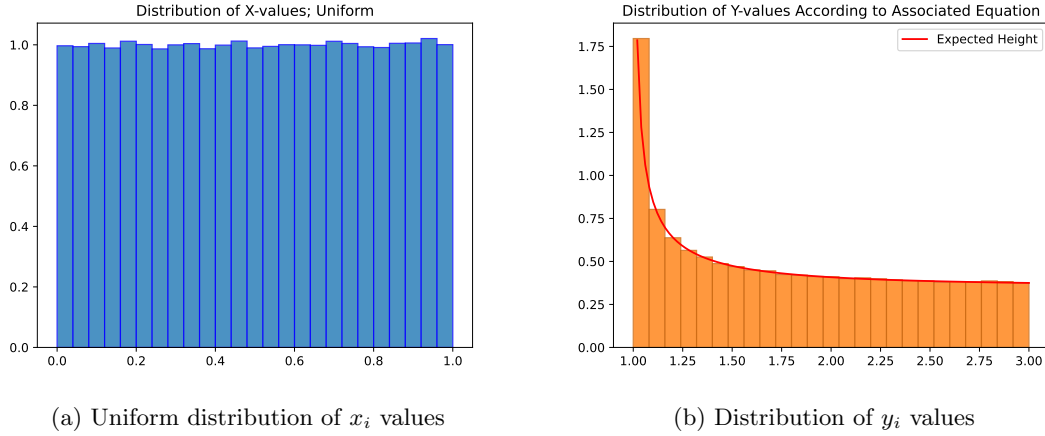 Distribution of X-values; Uniform
1.0
0.8
0.6
0.4
0.2
0.0
0.0 0.2 0.4 0.6 0.8 1.0
(a) Uniform distribution of x_i values
Distribution of Y-values According to Associated Equation
Expected Height
1.75
1.50
1.25
1.00
0.75
0.50
0.25
0.00
1.00 1.25 1.50 1.75 2.00 2.25 2.50 2.75 3.00
(b) Distribution of y_i values